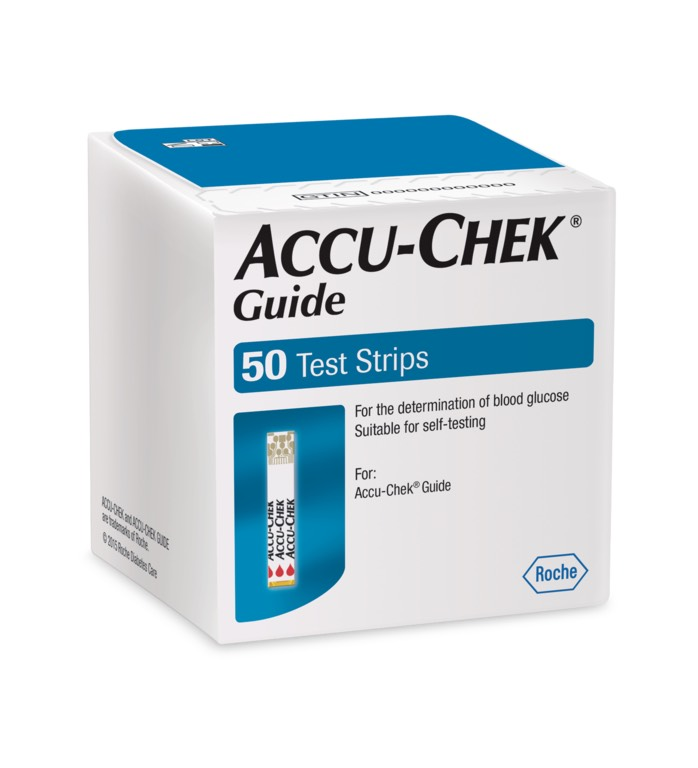 GTIN 000000000000
ACCU-CHEK®
Guide
50 Test Strips
For the determination of blood glucose
Suitable for self-testing
For:
Accu-Chek® Guide
ACCU-CHEK
ACCU-CHEK
ACCU-CHEK
Roche
ACCU-CHEK and ACCU-CHEK GUIDE
are trademarks of Roche.
© 2015 Roche Diabetes Care